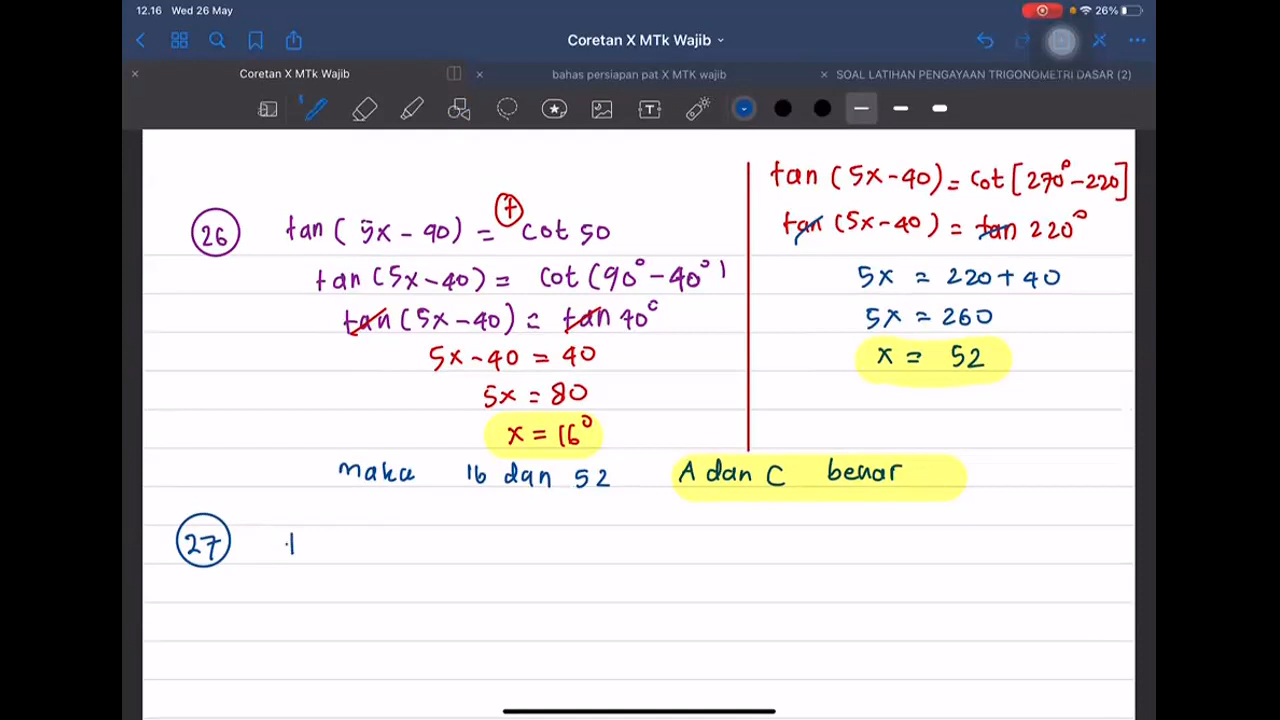 12.16 Wed 26 May
26%
Coretan X MTk Wajib
Coretan X MTk Wajib
bahas persiapan pat X MTK wajib
SOAL LATIHAN PENGAYAAN TRIGONOMETRI DASAR (2)
26
tan (5x - 40) = + cot 50
tan (5x - 40) = cot (90° - 40°)
tan (5x - 40) = tan 40°
5x - 40 = 40
5x = 80
x = 16°
tan (5x - 40) = cot [270° - 220]
tan (5x - 40) = tan 220°
5x = 220 + 40
5x = 260
x = 52
maka 16 dan 52 A dan C benar
27